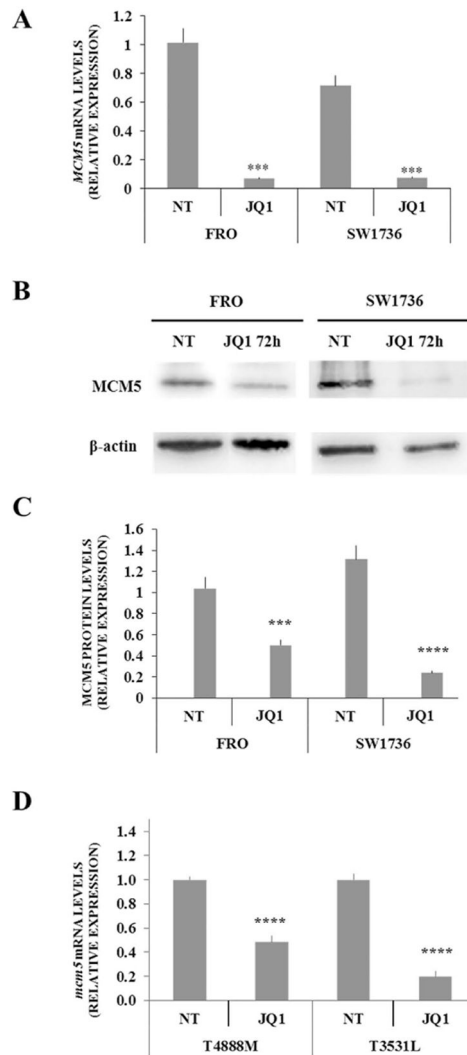 A
MCM5 mRNA LEVELS
(RELATIVE EXPRESSION)
1.2
1
0.8
0.6
0.4
0.2
0
***
***
NT JQ1 NT JQ1
FRO SW1736
B
FRO SW1736
NT JQ1 72h NT JQ1 72h
MCM5
β-actin
C
MCM5 PROTEIN LEVELS
(RELATIVE EXPRESSION)
1.6
1.4
1.2
1
0.8
0.6
0.4
0.2
0
***
****
NT JQ1 NT JQ1
FRO SW1736
D
mcm5 mRNA LEVELS
(RELATIVE EXPRESSION)
1.4
1.2
1.0
0.8
0.6
0.4
0.2
0.0
****
****
NT JQ1 NT JQ1
T4888M T3531L